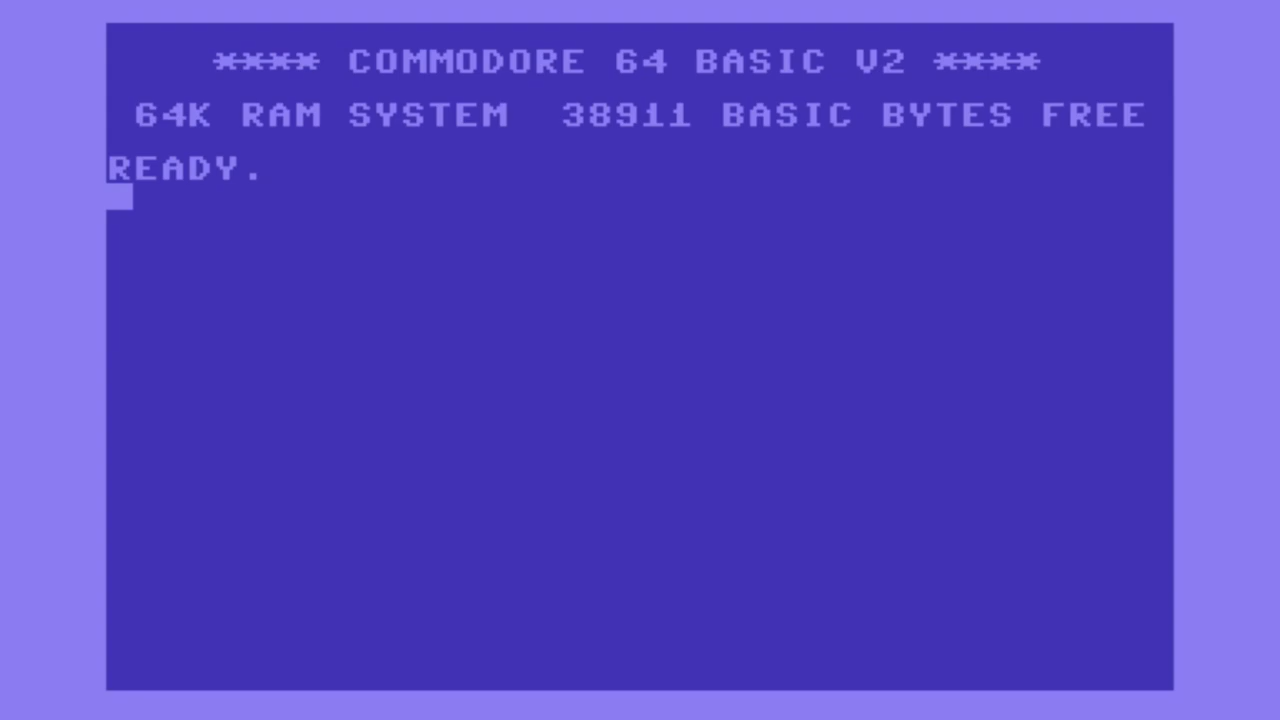 **** COMMODORE 64 BASIC V2 ****
64K RAM SYSTEM  38911 BASIC BYTES FREE
READY.